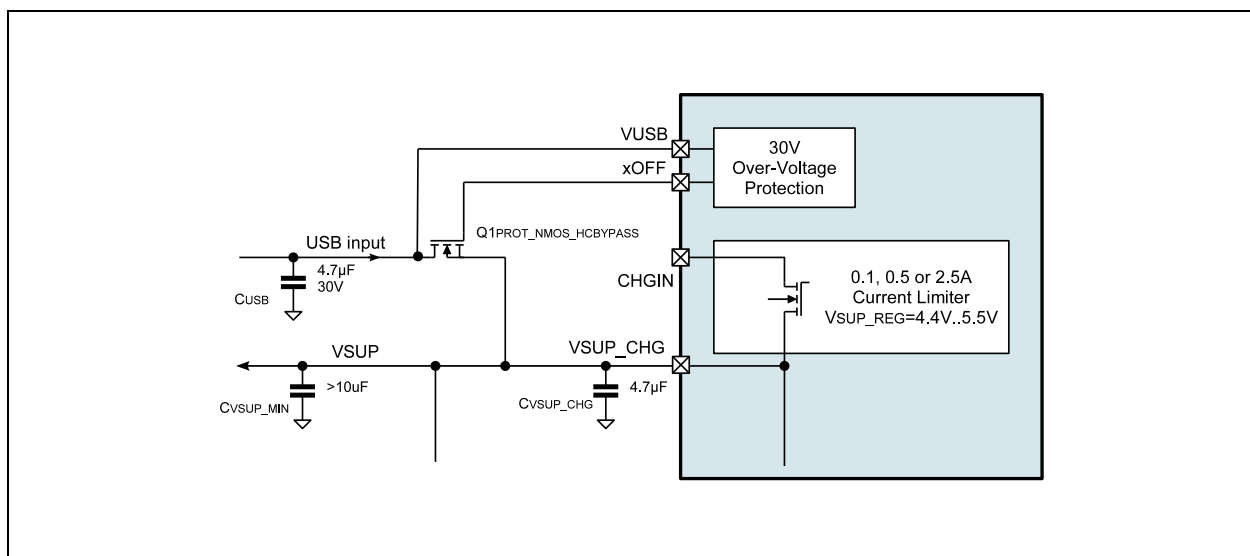 VUSB
xOFF
30V
Over-Voltage
Protection
Q1PROT_NMOS_HCBYPASS
USB input
4.7µF
30V
CUSB
CHGIN
0.1, 0.5 or 2.5A
Current Limiter
VSUP_REG=4.4V..5.5V
VSUP
VSUP_CHG
>10uF
CVSUP_MIN
4.7µF
CVSUP_CHG